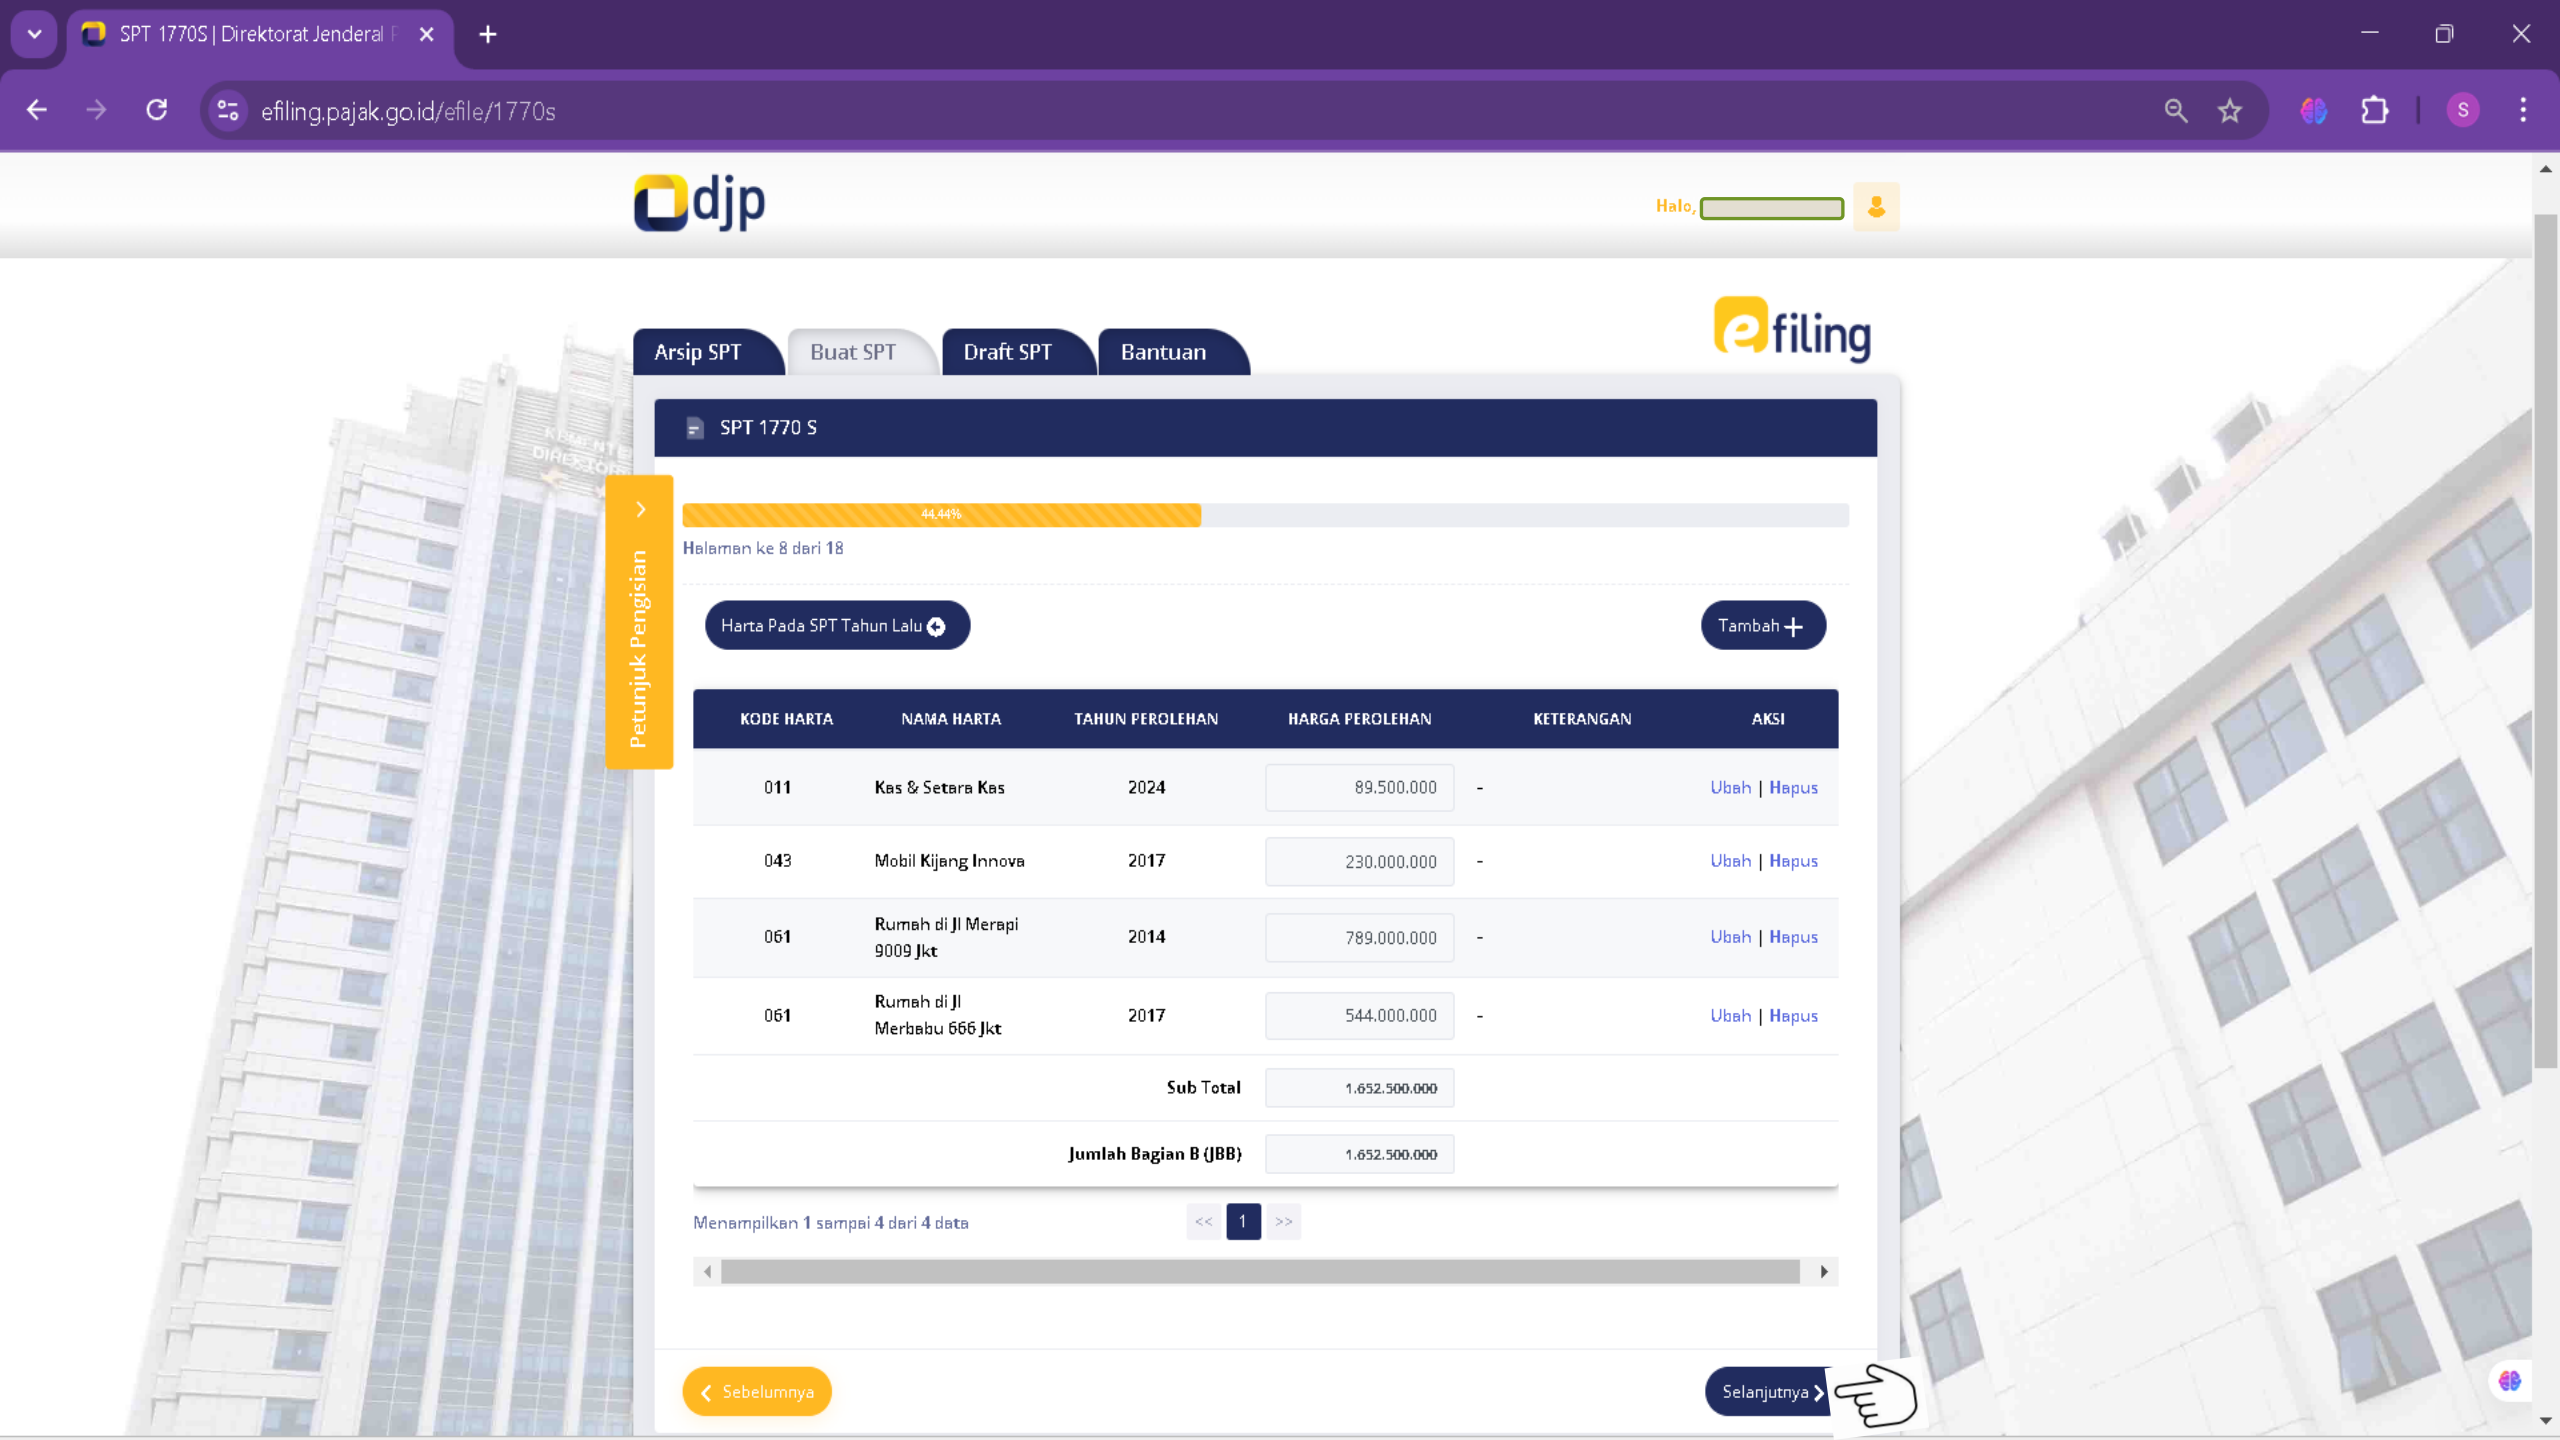 SPT 1770S | Direktorat Jenderal P
efiling.pajak.go.id/efile/1770s
S
djp
Halo,
efiling
Arsip SPT
Buat SPT
Draft SPT
Bantuan
SPT 1770 S
Petunjuk Pengisian
44.44%
Halaman ke 8 dari 18
Harta Pada SPT Tahun Lalu
Tambah +
KODE HARTA NAMA HARTA TAHUN PEROLEHAN HARGA PEROLEHAN KETERANGAN AKSI
011 Kas & Setara Kas 2024 89.500.000 - Ubah | Hapus
043 Mobil Kijang Innova 2017 230.000.000 - Ubah | Hapus
061 Rumah di Jl Merapi 2014 789.000.000 - Ubah | Hapus
9009 Jkt
061 Rumah di Jl 2017 544.000.000 - Ubah | Hapus
Merbabu 666 Jkt
Sub Total 1.652.500.000
Jumlah Bagian B (JBB) 1.652.500.000
Menampilkan 1 sampai 4 dari 4 data << 1 >>
Sebelumnya
Selanjutnya